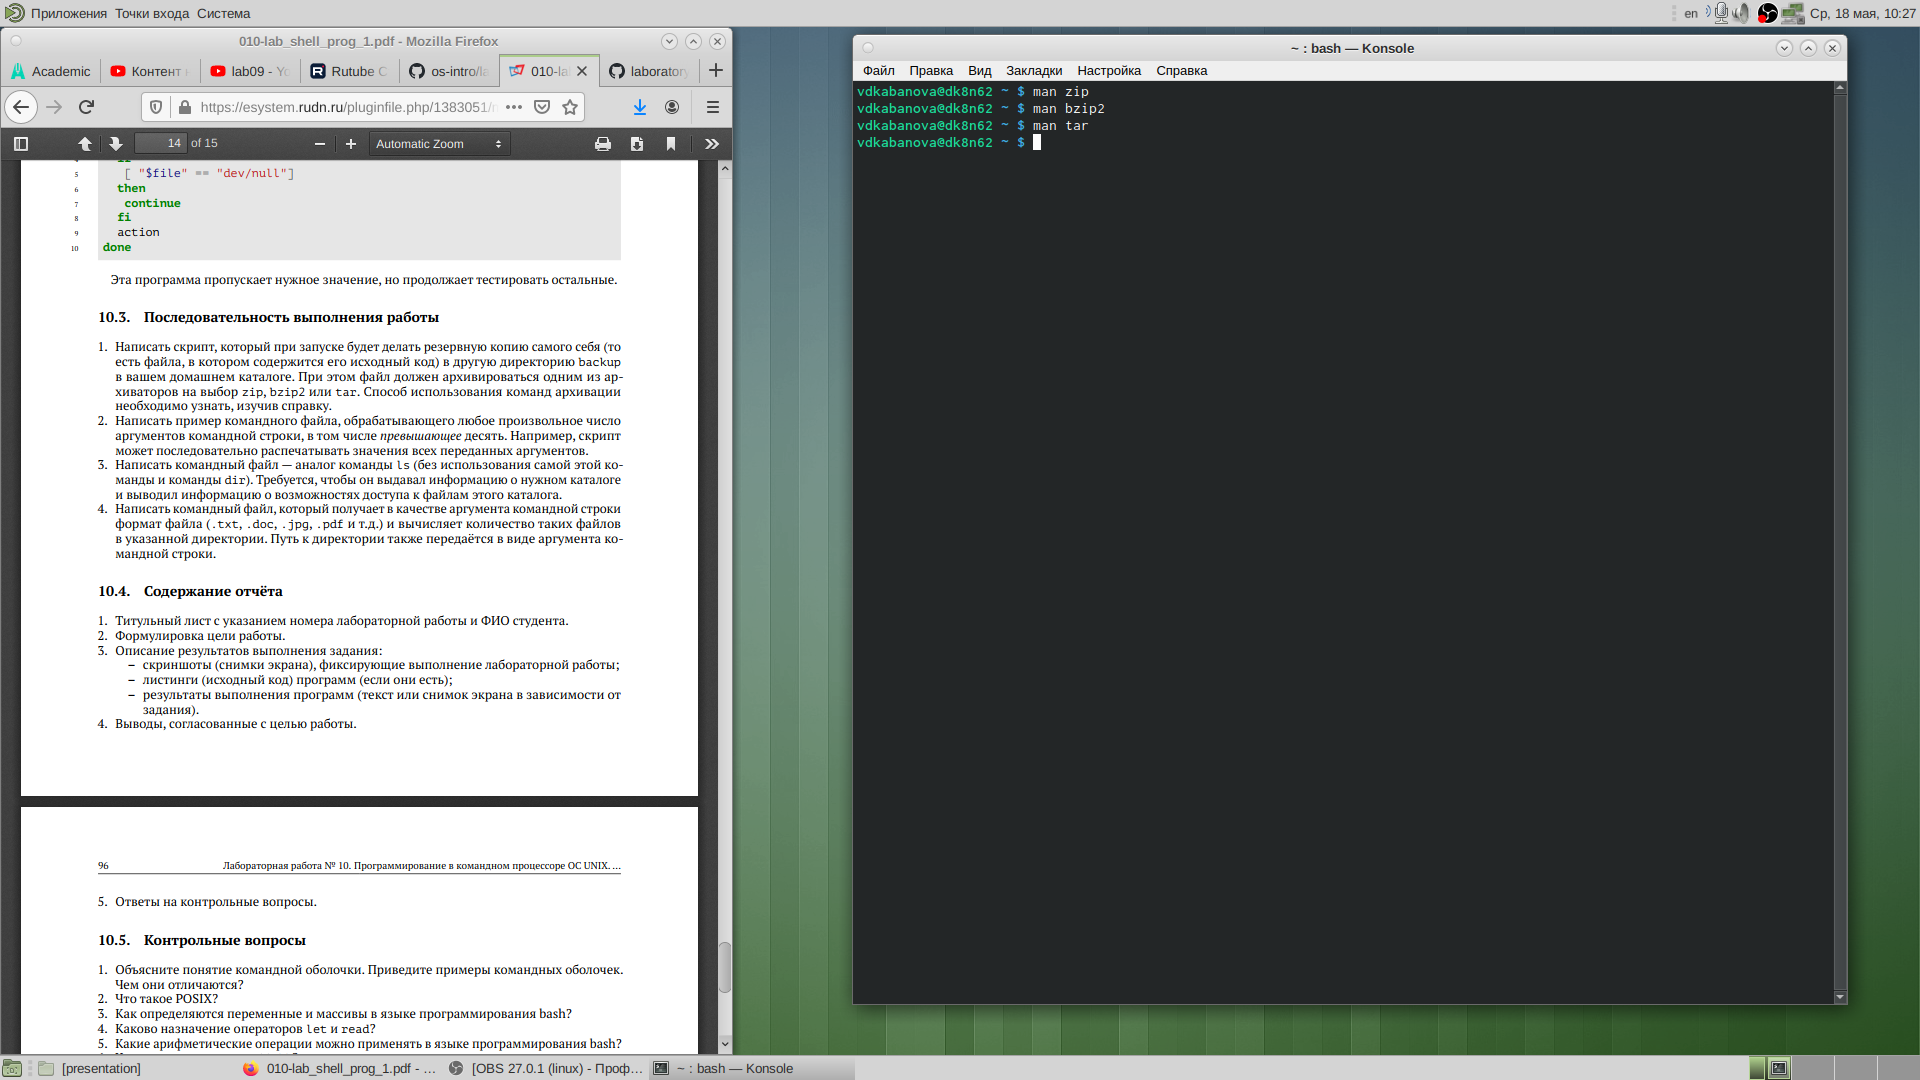 Приложения Точки входа Система
en
Ср, 18 мая, 10:27
010-lab_shell_prog_1.pdf - Mozilla Firefox
Academic
Контент
lab09 - Yo
Rutube
os-intro/la
010-la
laboratory
https://esystem.rudn.ru/pluginfile.php/1383051/
14 of 15
Automatic Zoom
5 [ "$file" == "dev/null"]
6 then
7 continue
8 fi
9 action
10 done
Эта программа пропускает нужное значение, но продолжает тестировать остальные.
10.3. Последовательность выполнения работы
1. Написать скрипт, который при запуске будет делать резервную копию самого себя (то
есть файла, в котором содержится его исходный код) в другую директорию backup
в вашем домашнем каталоге. При этом файл должен архивироваться одним из ар-
хиваторов на выбор zip, bzip2 или tar. Способ использования команд архивации
необходимо узнать, изучив справку.
2. Написать пример командного файла, обрабатывающего любое произвольное число
аргументов командной строки, в том числе превышающее десять. Например, скрипт
может последовательно распечатывать значения всех переданных аргументов.
3. Написать командный файл — аналог команды ls (без использования самой этой ко-
манды и команды dir). Требуется, чтобы он выдавал информацию о нужном каталоге
и выводил информацию о возможностях доступа к файлам этого каталога.
4. Написать командный файл, который получает в качестве аргумента командной строки
формат файла (.txt, .doc, .jpg, .pdf и т.д.) и вычисляет количество таких файлов
в указанной директории. Путь к директории также передаётся в виде аргумента ко-
мандной строки.
10.4. Содержание отчёта
1. Титульный лист с указанием номера лабораторной работы и ФИО студента.
2. Формулировка цели работы.
3. Описание результатов выполнения задания:
– скриншоты (снимки экрана), фиксирующие выполнение лабораторной работы;
– листинги (исходный код) программ (если они есть);
– результаты выполнения программ (текст или снимок экрана в зависимости от
задания).
4. Выводы, согласованные с целью работы.
96 Лабораторная работа № 10. Программирование в командном процессоре ОС UNIX. ...
5. Ответы на контрольные вопросы.
10.5. Контрольные вопросы
1. Объясните понятие командной оболочки. Приведите примеры командных оболочек.
Чем они отличаются?
2. Что такое POSIX?
3. Как определяются переменные и массивы в языке программирования bash?
4. Каково назначение операторов let и read?
5. Какие арифметические операции можно применять в языке программирования bash?
~ : bash — Konsole
Файл Правка Вид Закладки Настройка Справка
vdkabanova@dk8n62 ~ $ man zip
vdkabanova@dk8n62 ~ $ man bzip2
vdkabanova@dk8n62 ~ $ man tar
vdkabanova@dk8n62 ~ $
[presentation]
010-lab_shell_prog_1.pdf - ...
[OBS 27.0.1 (linux) - Проф...
~ : bash — Konsole